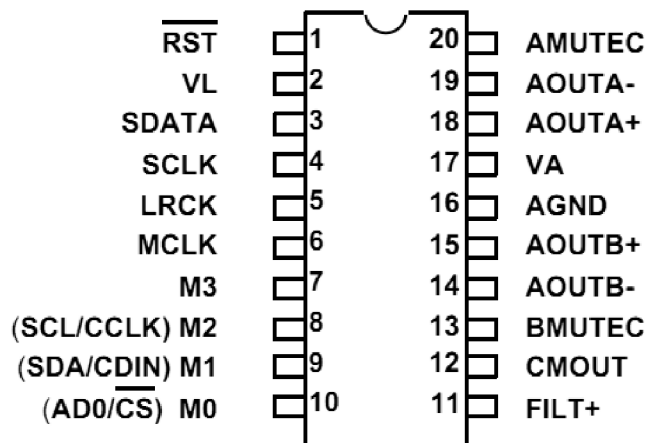 RST 1 20 AMUTEC
VL 2 19 AOUTA-
SDATA 3 18 AOUTA+
SCLK 4 17 VA
LRCK 5 16 AGND
MCLK 6 15 AOUTB+
M3 7 14 AOUTB-
(SCL/CCLK) M2 8 13 BMUTEC
(SDA/CDIN) M1 9 12 CMOUT
(AD0/CS) M0 10 11 FILT+